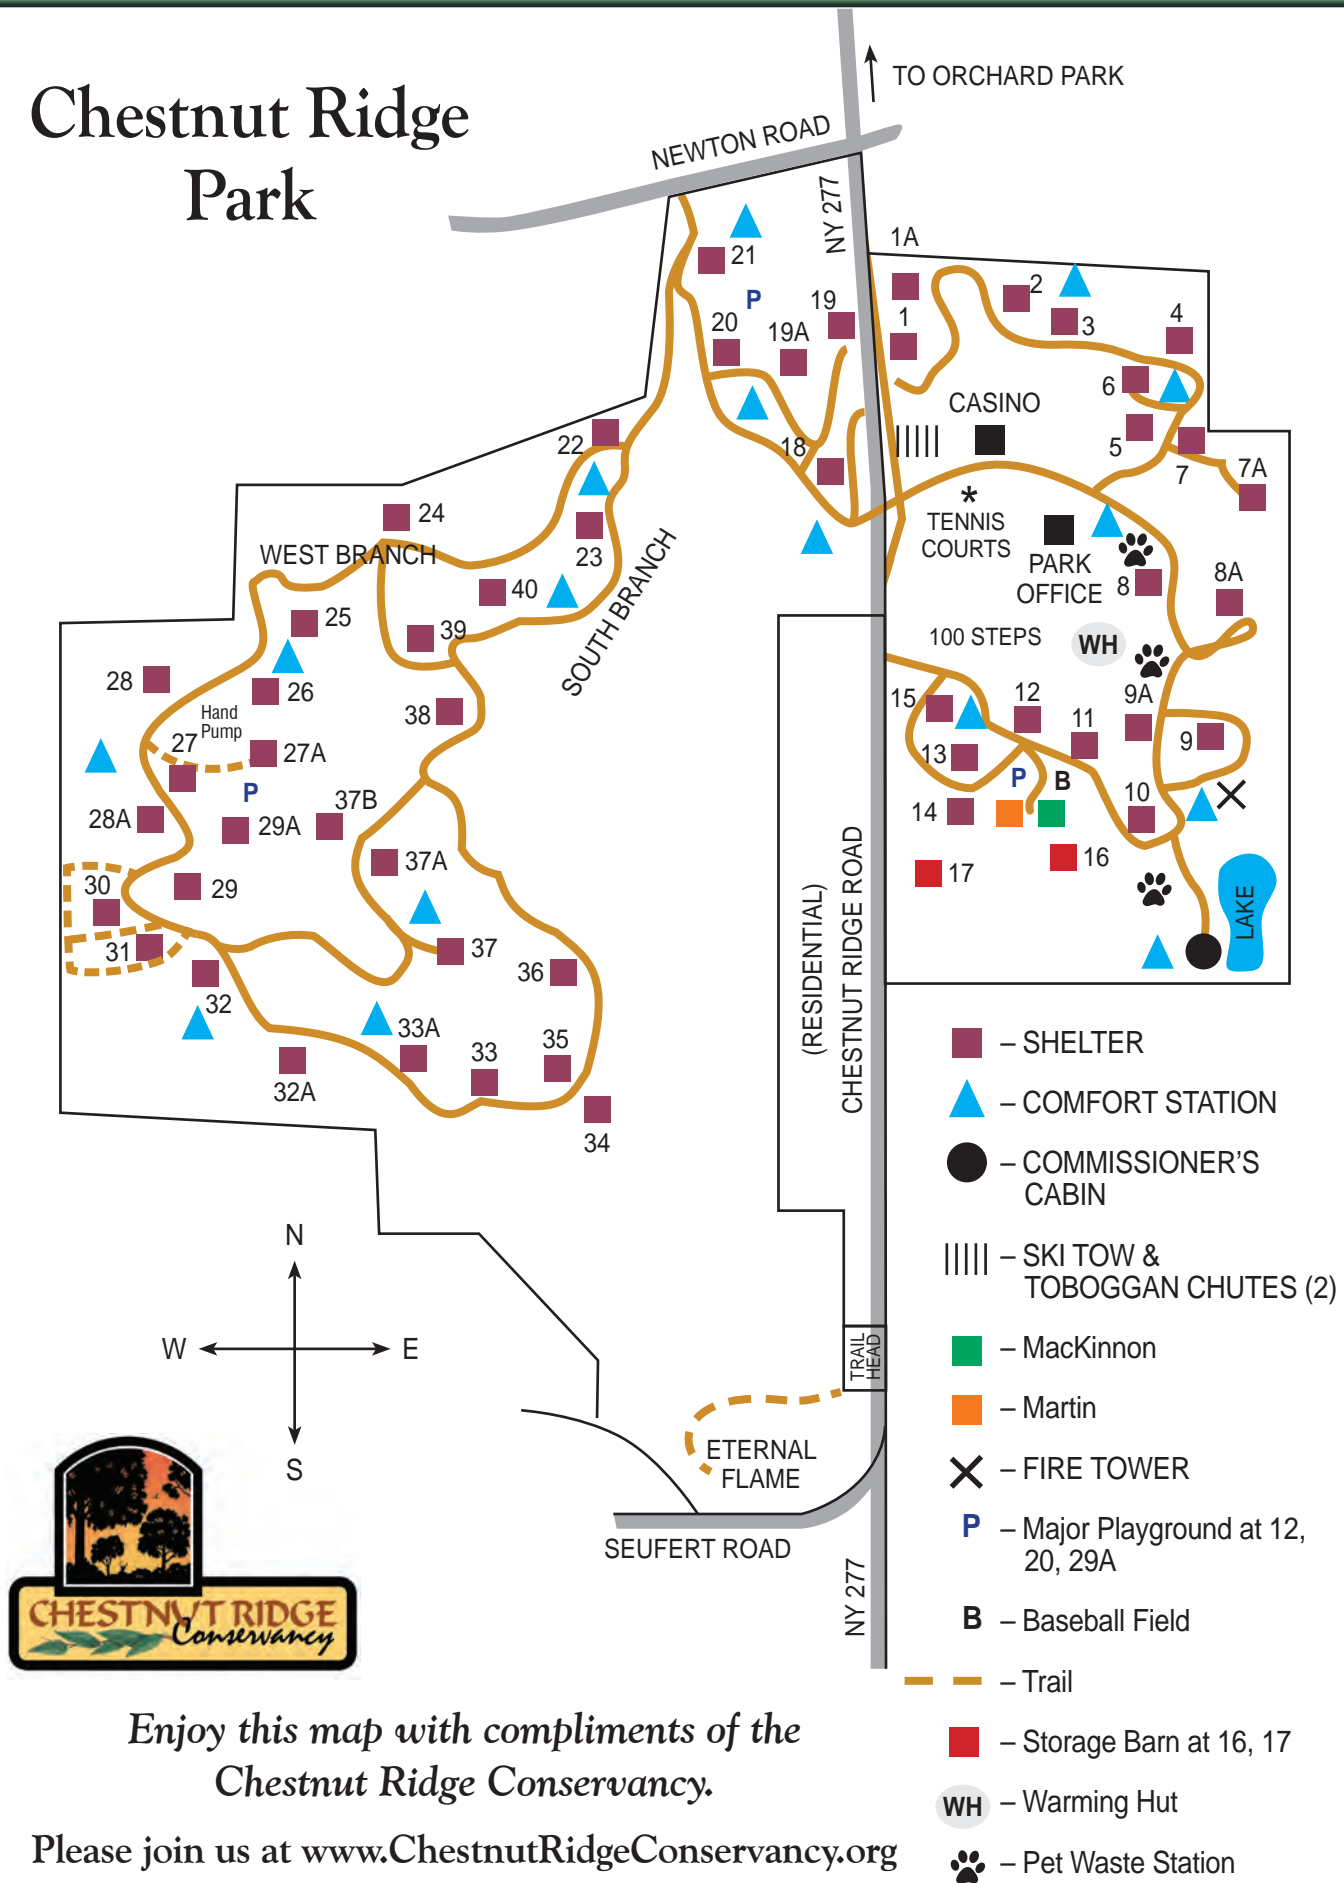 Chestnut Ridge
Park
TO ORCHARD PARK
NEWTON ROAD
NY 277
1A
21
2
P
19
20
19A
1
3
4
6
CASINO
22
18
5
7
7A
24
WEST BRANCH
23
*
TENNIS
COURTS
PARK
OFFICE
8
8A
40
SOUTH BRANCH
25
39
100 STEPS
WH
28
26
38
15
12
11
9A
9
Hand
Pump
27
27A
13
P
B
P
28A
29A
37B
14
10
37A
16
17
30
29
LAKE
31
37
36
32
33A
33
35
32A
34
(RESIDENTIAL)
CHESTNUT RIDGE ROAD
– SHELTER
– COMFORT STATION
– COMMISSIONER'S
CABIN
– SKI TOW &
TOBOGGAN CHUTES (2)
– MacKinnon
– Martin
– FIRE TOWER
P – Major Playground at 12,
20, 29A
B – Baseball Field
– Trail
– Storage Barn at 16, 17
WH – Warming Hut
– Pet Waste Station
N
W
E
S
TRAIL
HEAD
ETERNAL
FLAME
SEUFERT ROAD
NY 277
CHESTNUT RIDGE
Conservancy
Enjoy this map with compliments of the
Chestnut Ridge Conservancy.
Please join us at www.ChestnutRidgeConservancy.org